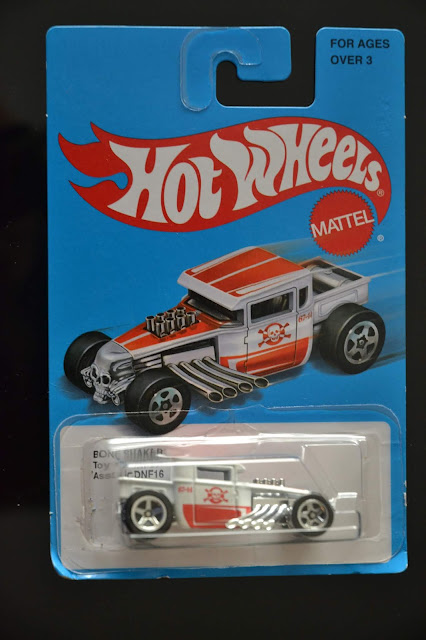 FOR AGES
OVER 3
HOT WHEELS®
MATTEL
®
BONE SHAKER
Toy
DNF16